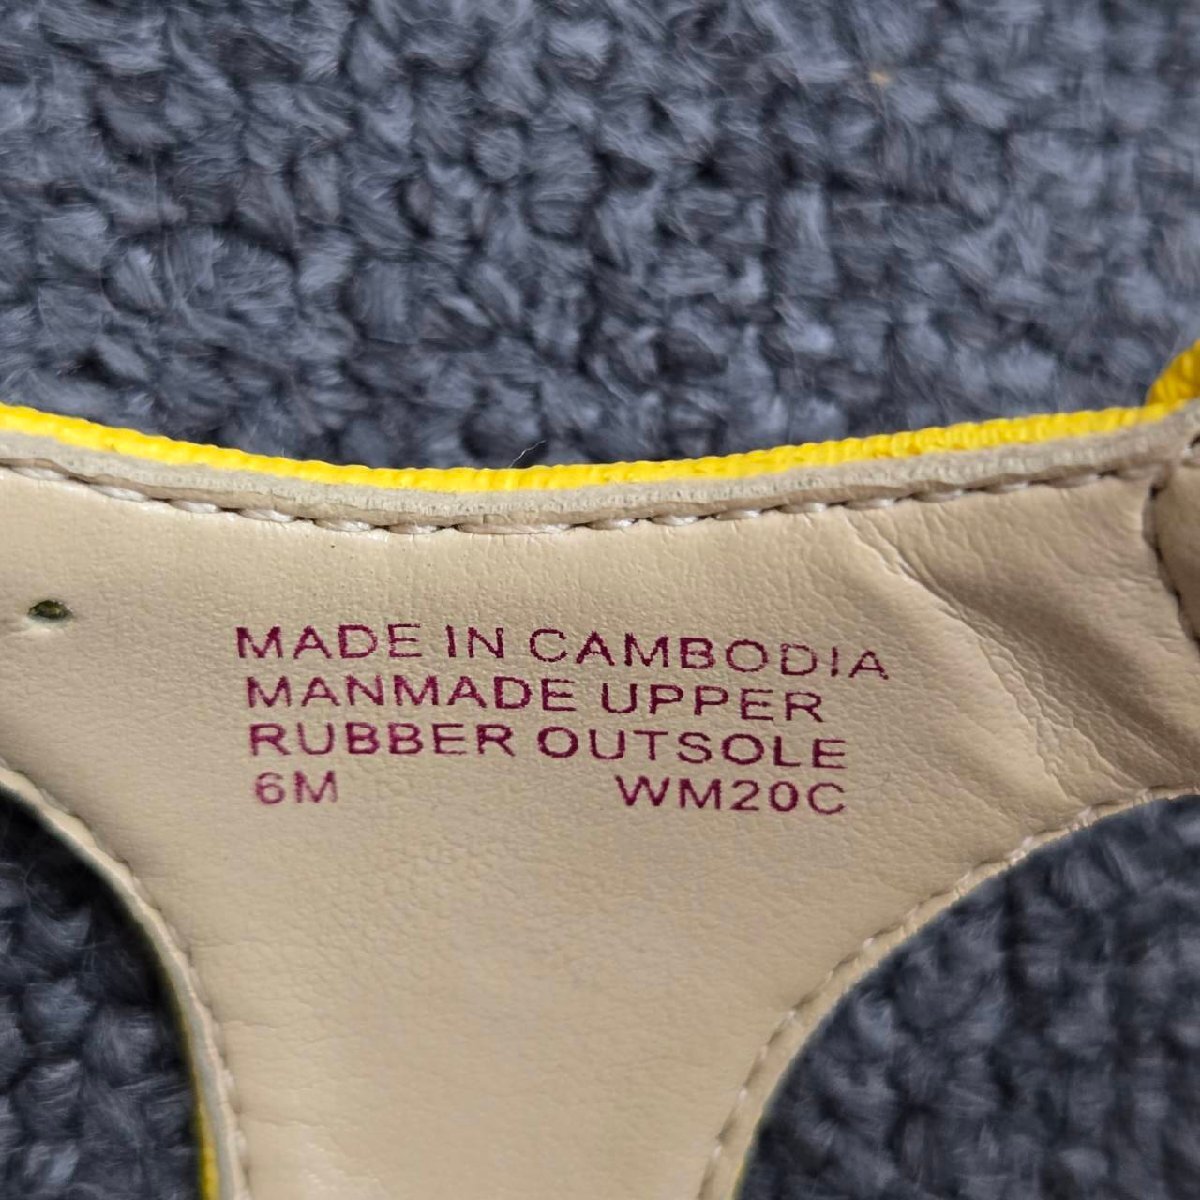 MADE IN CAMBODIA
MANMADE UPPER
RUBBER OUTSOLE
6M WM20C